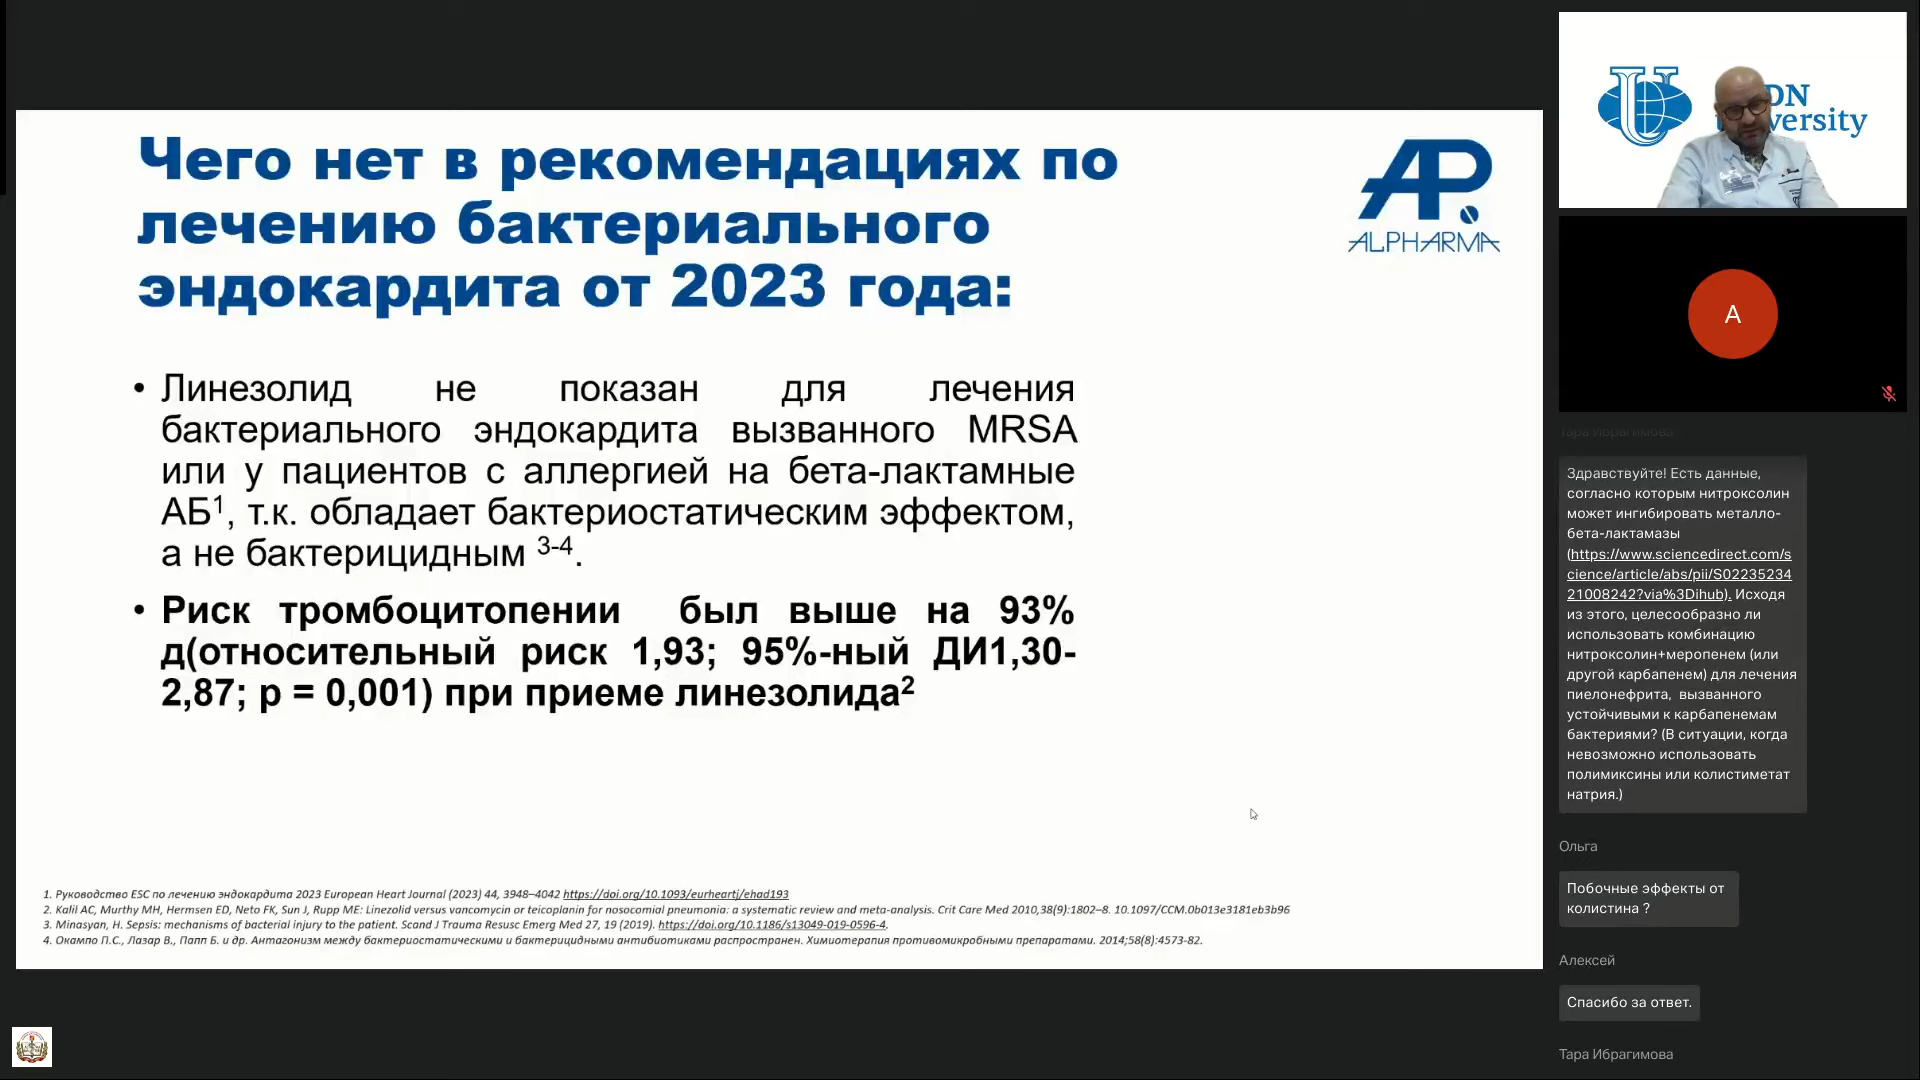 Чего нет в рекомендациях по
лечению бактериального
эндокардита от 2023 года:
AP
ALPHARMA
• Линезолид не показан для лечения
бактериального эндокардита вызванного MRSA
или у пациентов с аллергией на бета-лактамные
АБ1, т.к. обладает бактериостатическим эффектом,
а не бактерицидным 3-4.
• Риск тромбоцитопении был выше на 93%
д(относительный риск 1,93; 95%-ный ДИ1,30-
2,87; p = 0,001) при приеме линезолида2
1. Руководство ESC по лечению эндокардита 2023 European Heart Journal (2023) 44, 3948–4042 https://doi.org/10.1093/eurheartj/ehad193
2. Kalil AC, Murthy MH, Hermsen ED, Neto FK, Sun J, Rupp ME: Linezolid versus vancomycin or teicoplanin for nosocomial pneumonia: a systematic review and meta-analysis. Crit Care Med 2010,38(9):1802–8. 10.1097/CCM.0b013e3181eb3b96
3. Minasyan, H. Sepsis: mechanisms of bacterial injury to the patient. Scand J Trauma Resusc Emerg Med 27, 19 (2019). https://doi.org/10.1186/s13049-019-0596-4.
4. Окампо П.С., Лазар В., Папп Б. и др. Антагонизм между бактериостатическими и бактерицидными антибиотиками распространен. Химиотерапия противомикробными препаратами. 2014;58(8):4573-82.
DN
versity
A
Тара Ибрагимова
Здравствуйте! Есть данные,
согласно которым нитроксолин
может ингибировать металло-
бета-лактамазы
(https://www.sciencedirect.com/s
cience/article/abs/pii/S02235234
21008242?via%3Dihub). Исходя
из этого, целесообразно ли
использовать комбинацию
нитроксолин+меропенем (или
другой карбапенем) для лечения
пиелонефрита, вызванного
устойчивыми к карбапенемам
бактериями? (В ситуации, когда
невозможно использовать
полимиксины или колистиметат
натрия.)
Ольга
Побочные эффекты от
колистина ?
Алексей
Спасибо за ответ.
Тара Ибрагимова